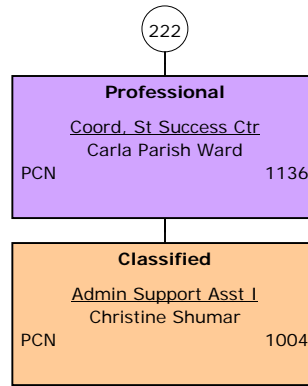 222
Professional
Coord, St Success Ctr
Carla Parish Ward
PCN 1136
Classified
Admin Support Asst I
Christine Shumar
PCN 1004